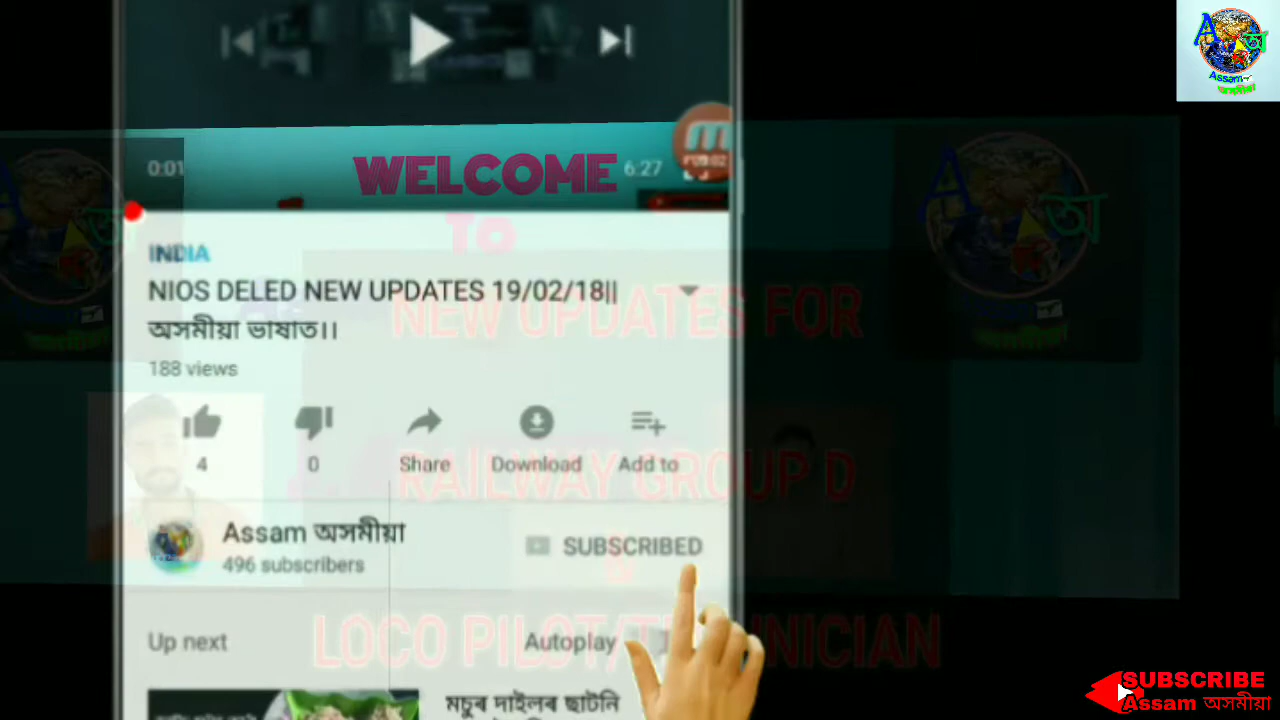 A অ
Assam
অসমীয়া
0:01
WELCOME
6:27
To
INDIA
NIOS DELED NEW UPDATES 19/02/18||
অসমীয়া ভাষাত।।
NEW UPDATES FOR
188 views
4
0
Share
Download
Add to
RAILWAY GROUP D
Assam অসমীয়া
496 subscribers
SUBSCRIBED
Up next
Autoplay
LOCO PILOT/TECHNICIAN
মচুৰ দাইলৰ ছাটনি
SUBSCRIBE
Assam অসমীয়া